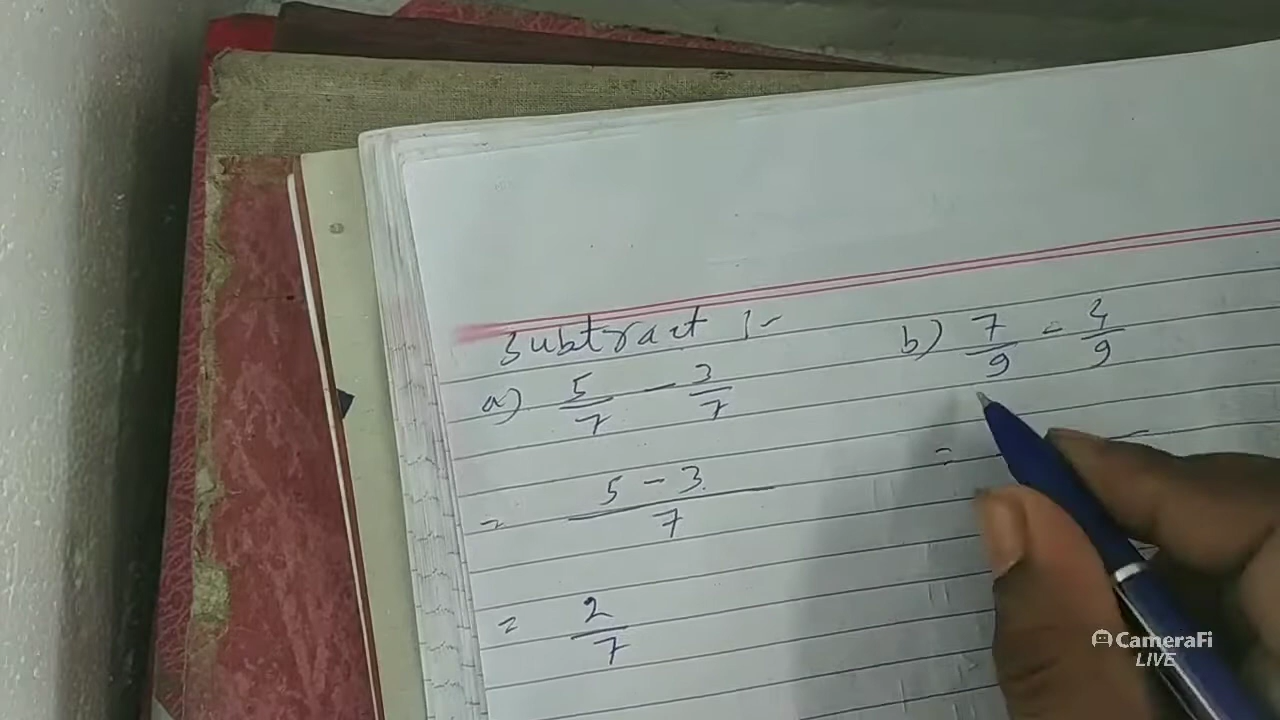 Subtract :-
a) 5/7 - 3/7
= 5 - 3/7
= 2/7
b) 7/9 - 4/9
=
CameraFi
LIVE